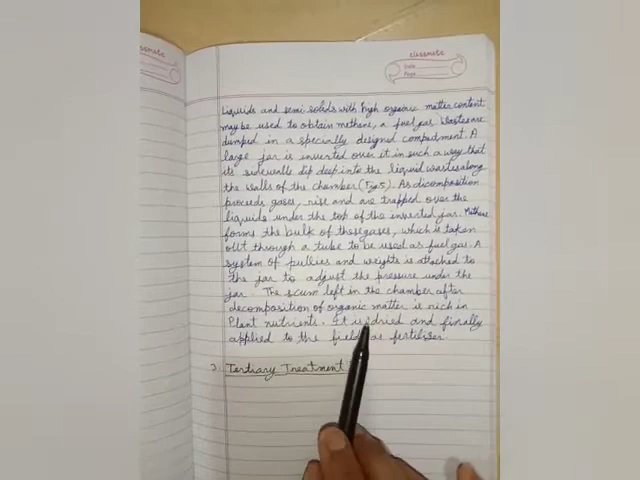 classmate
classmate
Date
Page
Liquids and semi solids with high organic matter content
may be used to obtain methane, a fuel gas. Wastes are
dumped in a specially designed compartment. A
large jar is inverted over it in such a way that
its sidewalls dip deep into the liquid wastes along
the walls of the chamber (Fig 5). As dicomposition
proceeds gases, rise and are trapped over the
liquids under the top of the inverted jar. Methane
forms the bulk of these gases, which is taken
out through a tube to be used as fuel gas. A
system of pullies and weights is attached to
the jar to adjust the pressure under the
jar. The scum left in the chamber after
decomposition of organic matter is rich in
Plant nutrients. It is dried and finally
applied to the field as fertiliser.
3. Tertiary Treatment